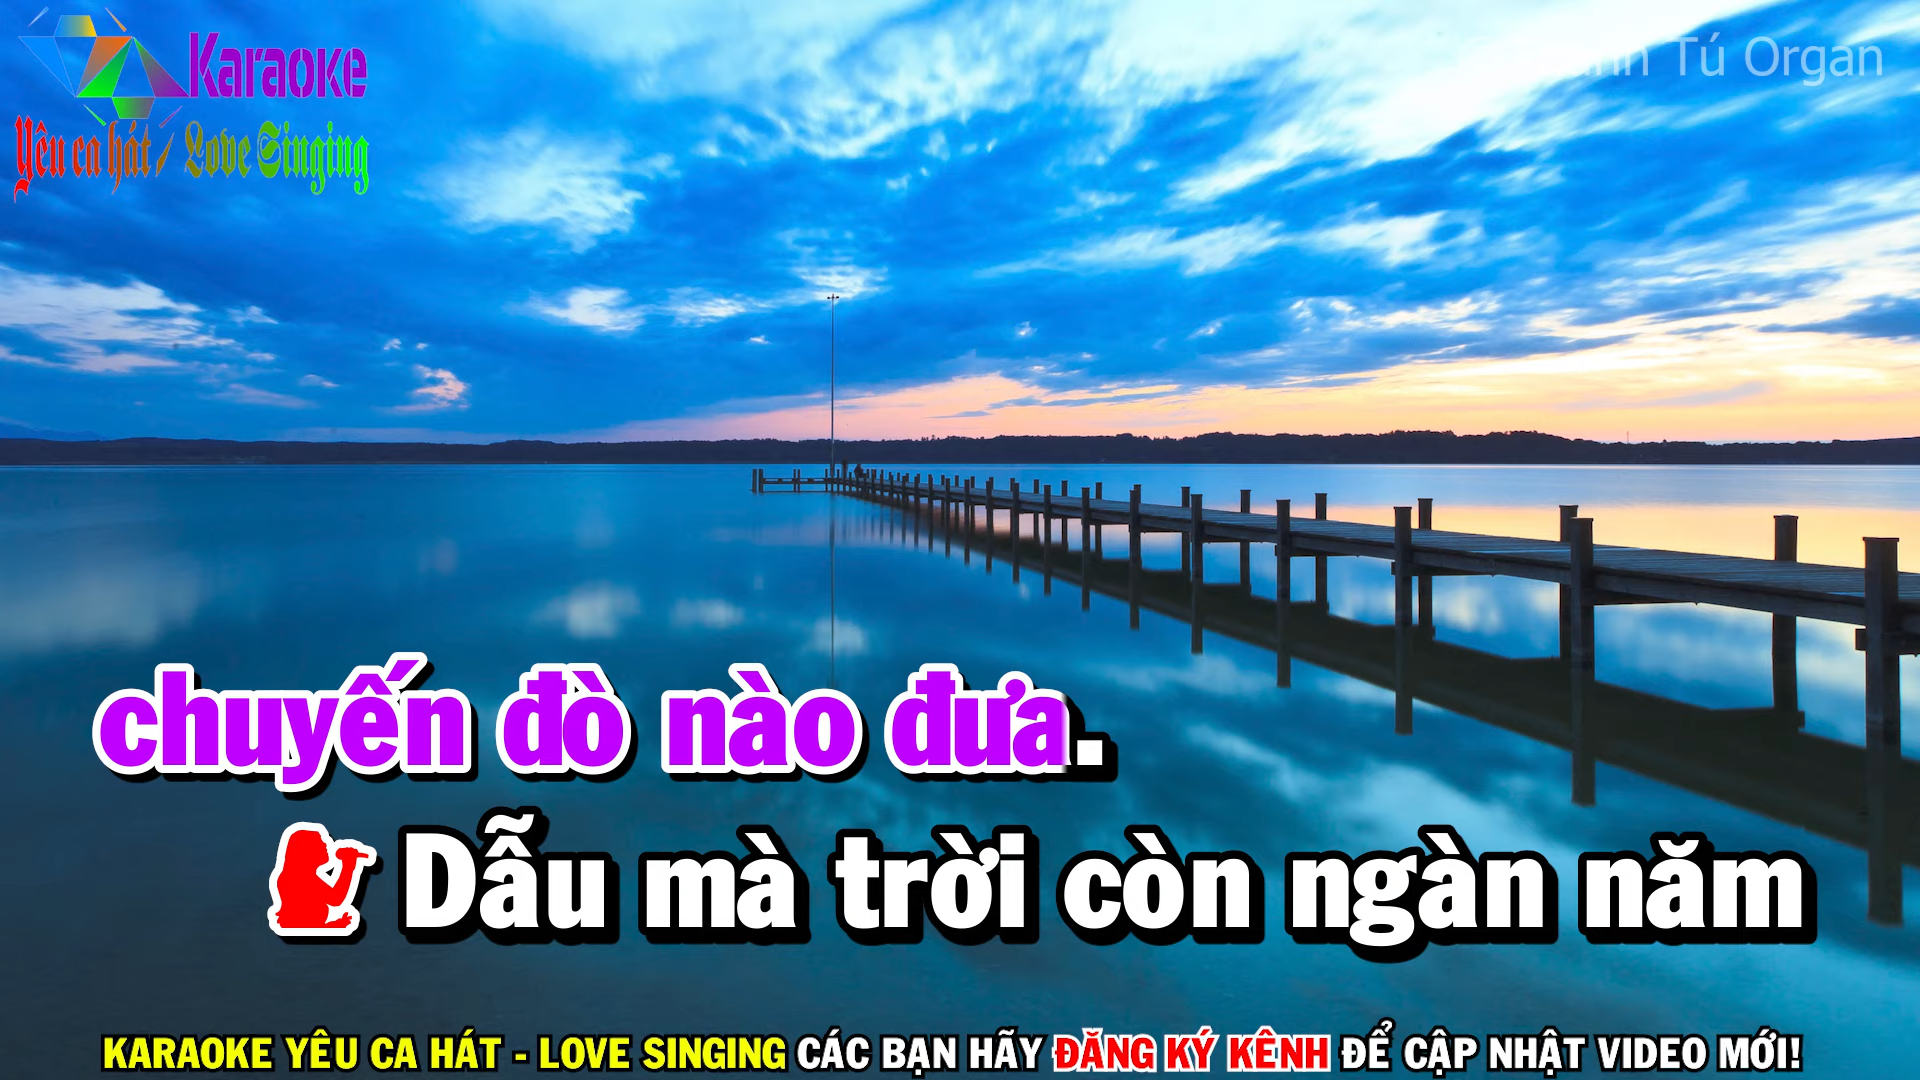 Karaoke
Yêu ca hát / Love Singing
Tú Organ
chuyến đò nào đưa.
Dẫu mà trời còn ngàn năm
KARAOKE YÊU CA HÁT - LOVE SINGING CÁC BẠN HÃY ĐĂNG KÝ KÊNH ĐỂ CẬP NHẬT VIDEO MỚI!